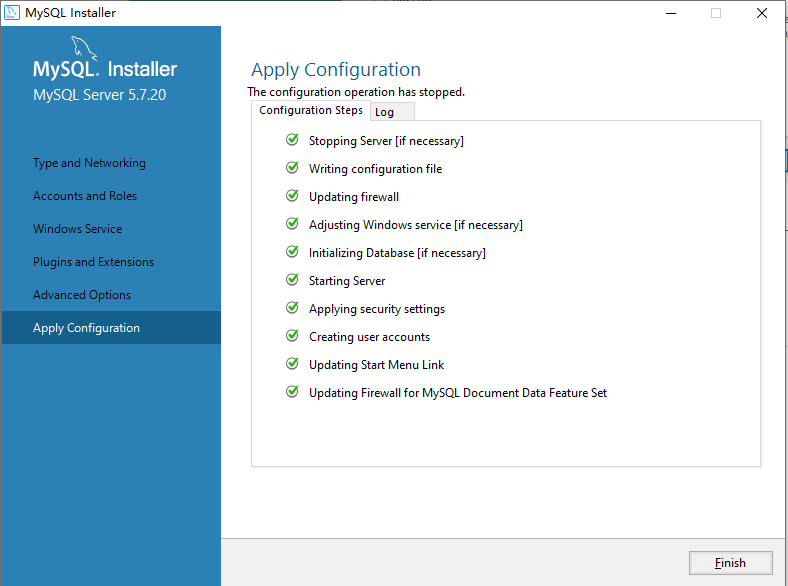 MySQL Installer
MySQL. Installer
MySQL Server 5.7.20
Type and Networking
Accounts and Roles
Windows Service
Plugins and Extensions
Advanced Options
Apply Configuration
Apply Configuration
The configuration operation has stopped.
Configuration Steps Log
Stopping Server [if necessary]
Writing configuration file
Updating firewall
Adjusting Windows service [if necessary]
Initializing Database [if necessary]
Starting Server
Applying security settings
Creating user accounts
Updating Start Menu Link
Updating Firewall for MySQL Document Data Feature Set
Finish